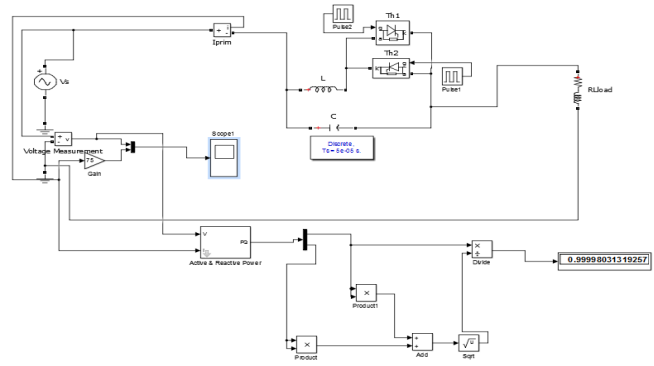 Th1
Pulse2
+
i
-
Iprim
g
a
k
Th2
L
Pulse1
+
Vs
RLload
C
Scope1
Discrete,
Ts = 5e-05 s.
+
v
-
Voltage Measurement
75
Gain
V
I
PQ
Active & Reactive Power
×
÷
Divide
0.99998031319257
×
Product1
×
Product
+
+
Add
√u
Sqrt